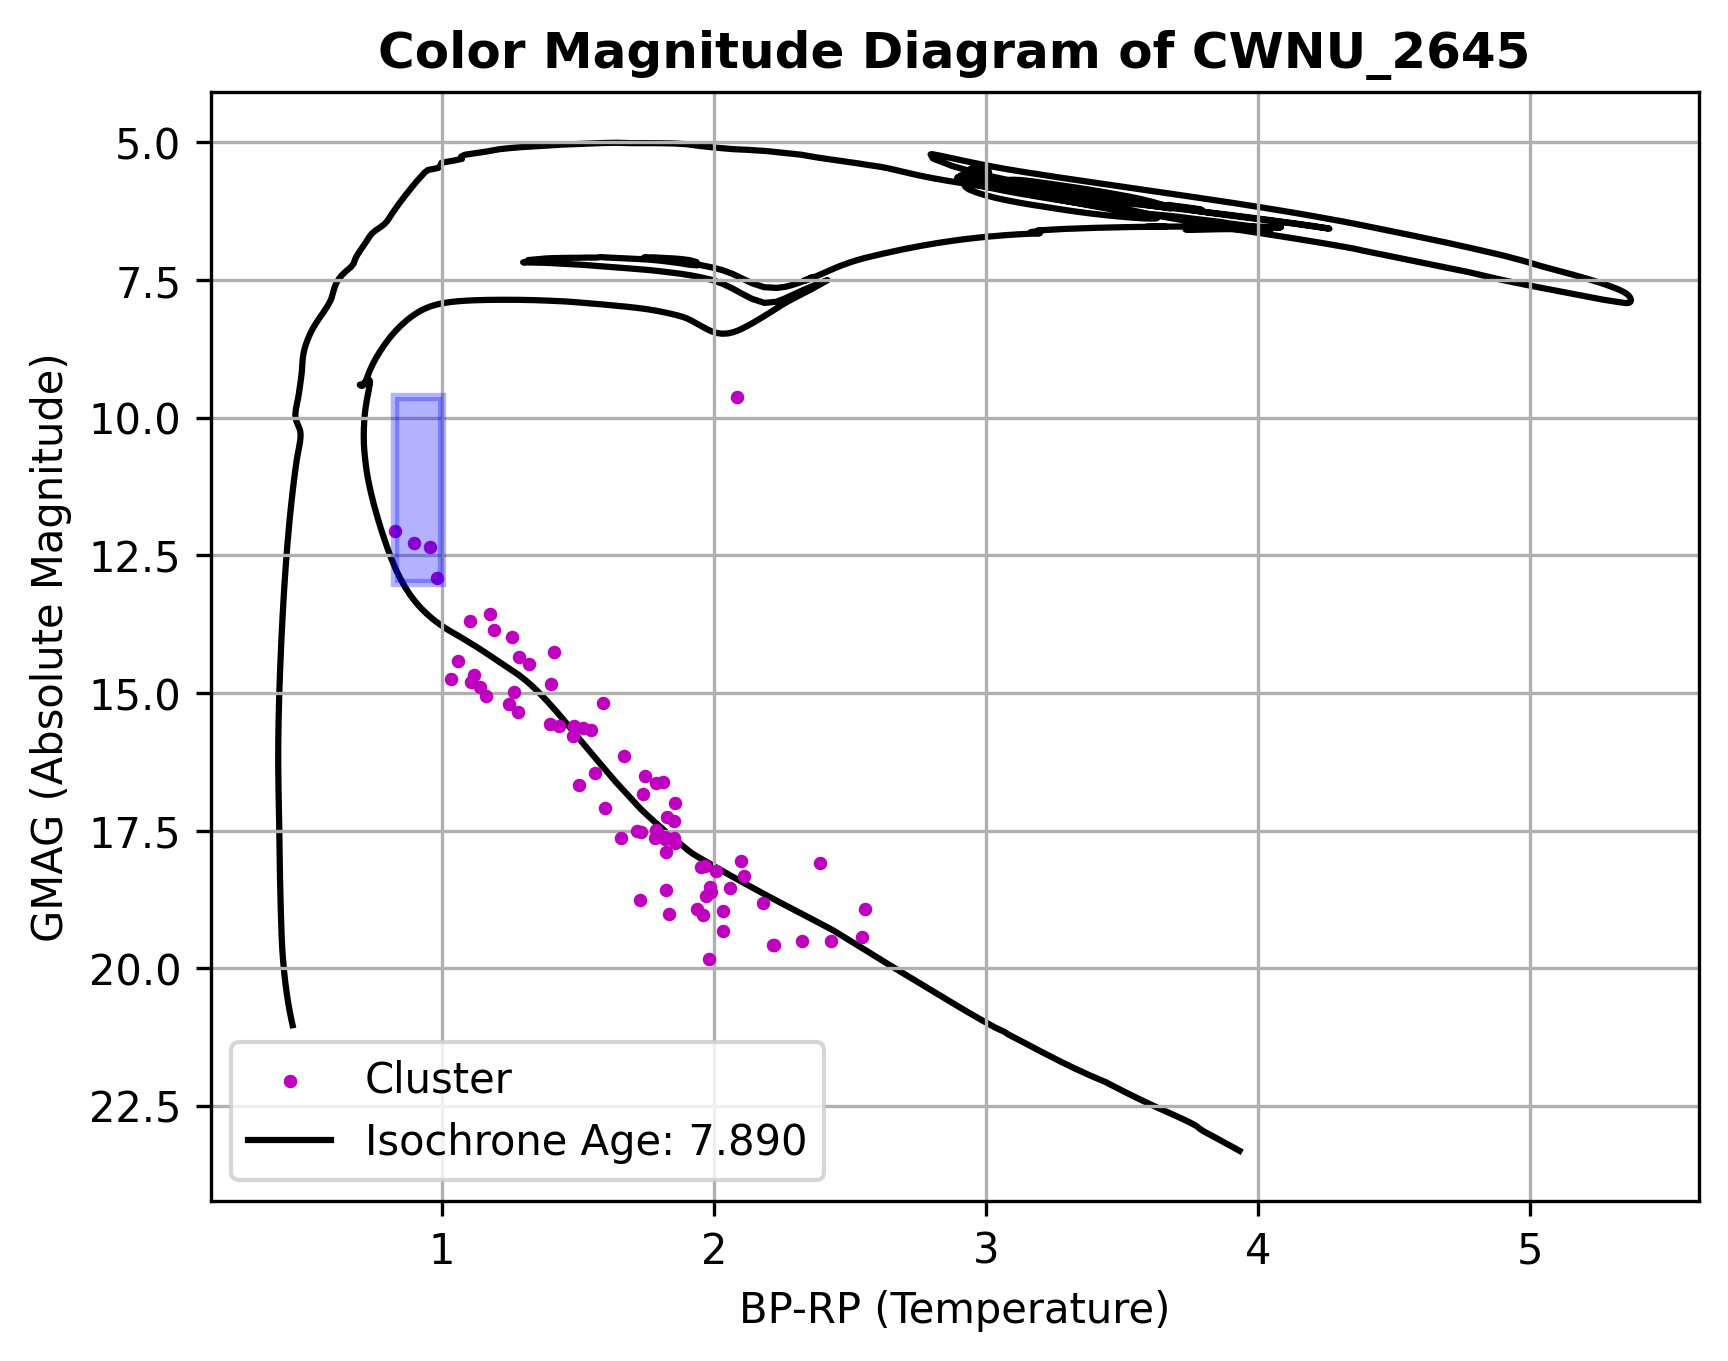 Color Magnitude Diagram of CWNU_2645
GMAG (Absolute Magnitude)
5.0
7.5
10.0
12.5
15.0
17.5
20.0
22.5
Cluster
Isochrone Age: 7.890
1 2 3 4 5
BP-RP (Temperature)